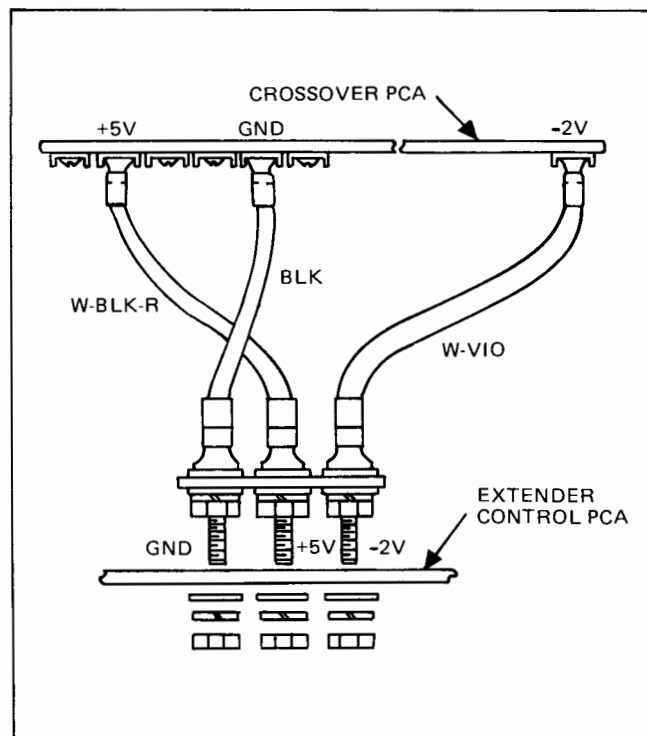 CROSSOVER PCA
+5V GND -2V
BLK
W-BLK-R
W-VIO
EXTENDER
CONTROL PCA
GND +5V -2V